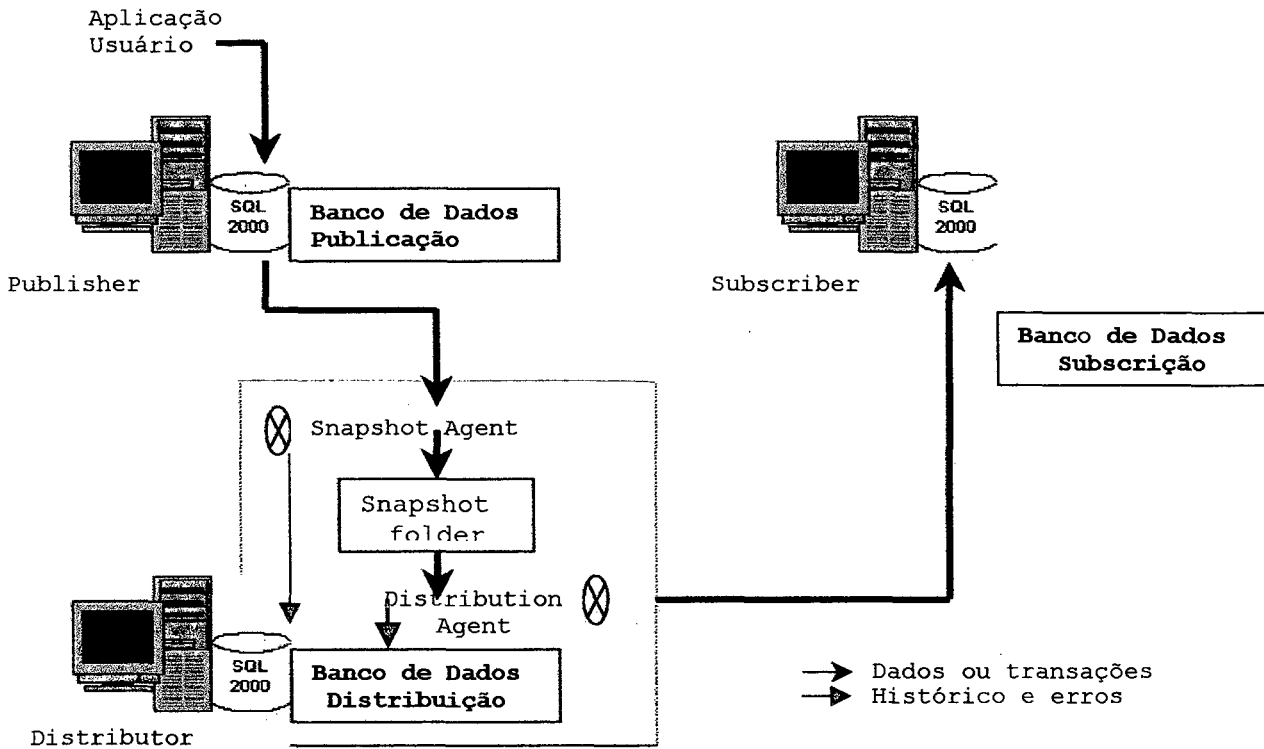 Aplicação
Usuário
SQL
2000
Banco de Dados
Publicação
Publisher
SQL
2000
Subscriber
Banco de Dados
Subscrição
Snapshot Agent
Snapshot
folder
Distribution
Agent
SQL
2000
Banco de Dados
Distribuição
Distributor
Dados ou transações
Histórico e erros